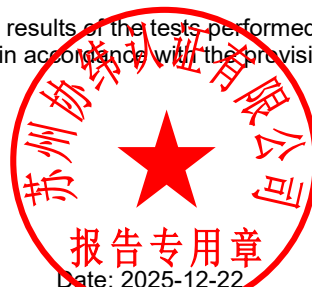 results of the tests performed
in accordance with the provisi
苏州协纬认证有限公司
报告专用章
Date: 2025-12-22